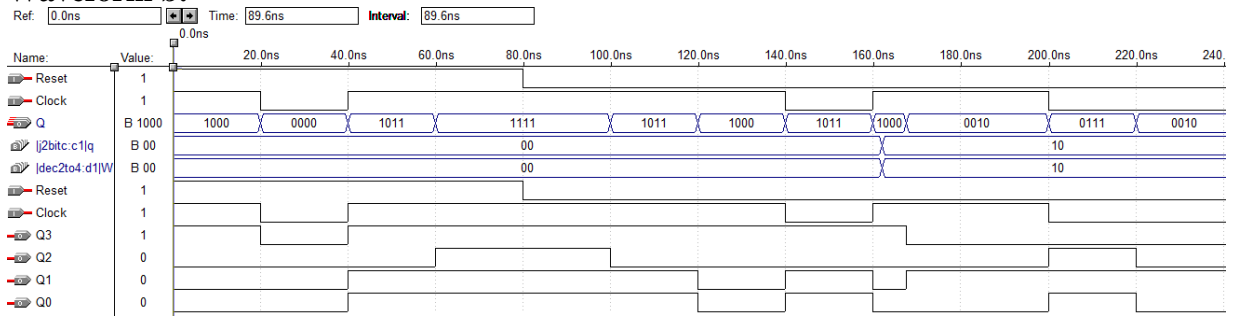 Ref: 0.0ns Time: 89.6ns Interval: 89.6ns
0.0ns
Name: Value: 20.0ns 40.0ns 60.0ns 80.0ns 100.0ns 120.0ns 140.0ns 160.0ns 180.0ns 200.0ns 220.0ns 240.
Reset 1
Clock 1
Q B 1000 1000 0000 1011 1111 1011 1000 1011 1000 0010 0111 0010
|j2bitc:c1|q B 00 00 10
|dec2to4:d1|W B 00 00 10
Reset 1
Clock 1
Q3 1
Q2 0
Q1 0
Q0 0